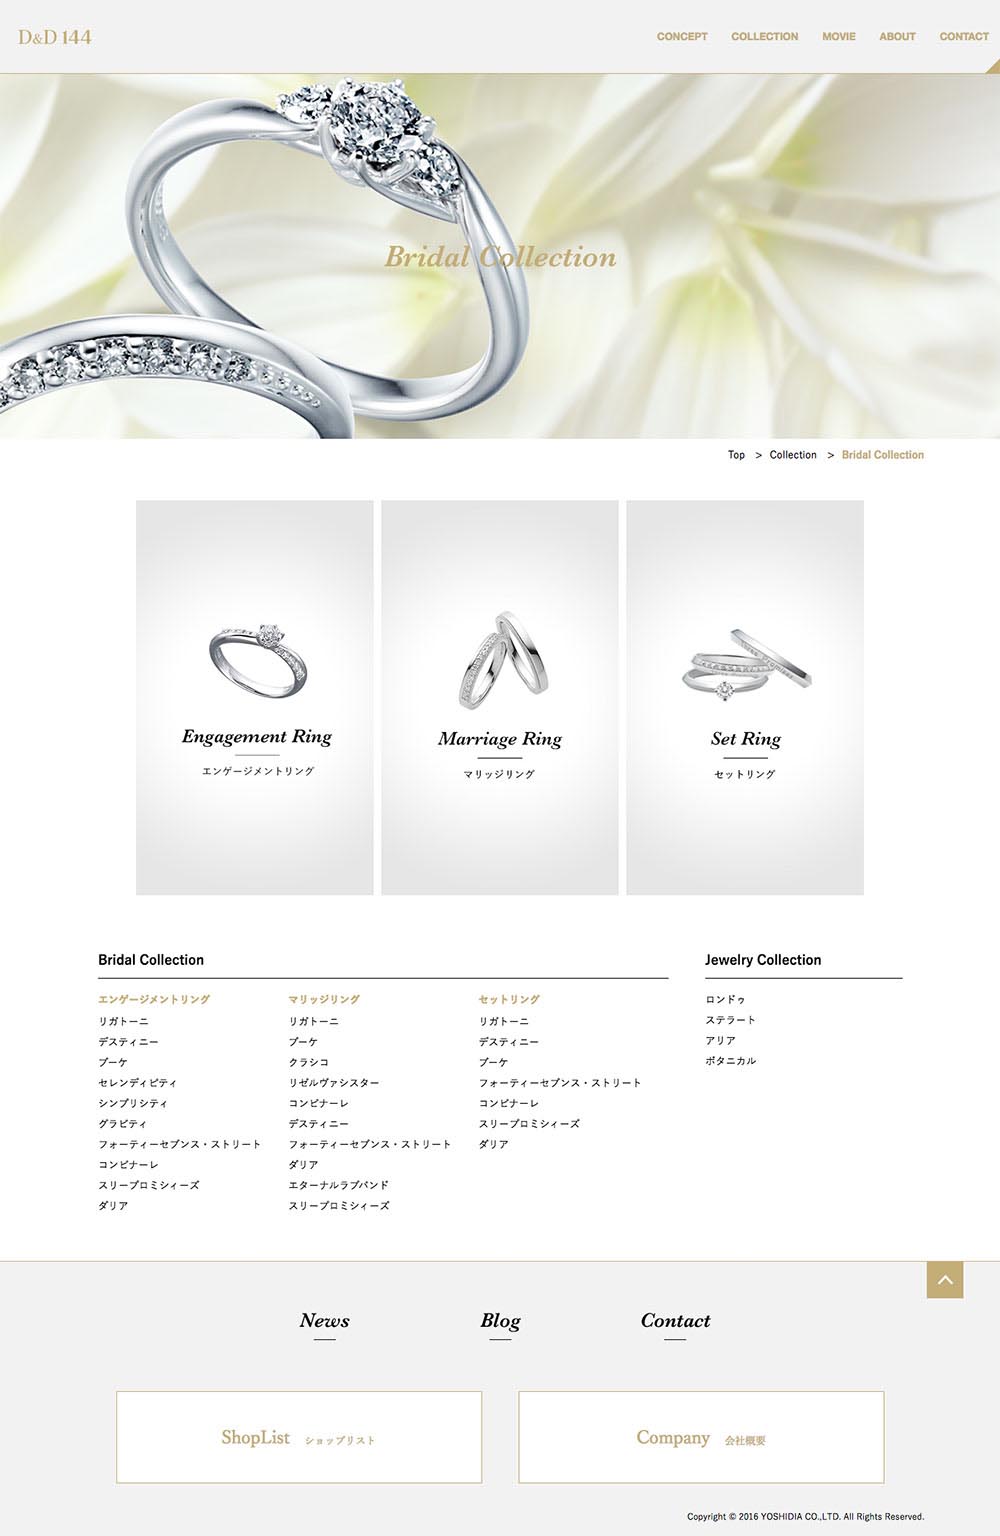 D&D 144
CONCEPT
COLLECTION
MOVIE
ABOUT
CONTACT
Bridal Collection
Top > Collection > Bridal Collection
Engagement Ring
エンゲージメントリング
Marriage Ring
マリッジリング
Set Ring
セットリング
Bridal Collection
エンゲージメントリング
リガトーニ
デスティニー
ブーケ
セレンディピティ
シンプリシティ
グラビティ
フォーティーセブンス・ストリート
コンビナーレ
スリープロミシィーズ
ダリア
マリッジリング
リガトーニ
ブーケ
クラシコ
リゼルヴァシスター
コンビナーレ
デスティニー
フォーティーセブンス・ストリート
ダリア
エターナルラブバンド
スリープロミシィーズ
セットリング
リガトーニ
デスティニー
ブーケ
フォーティーセブンス・ストリート
コンビナーレ
スリープロミシィーズ
ダリア
Jewelry Collection
ロンドゥ
ステラート
アリア
ボタニカル
News
Blog
Contact
ShopList ショップリスト
Company 会社概要
Copyright © 2016 YOSHIDIA CO.,LTD. All Rights Reserved.